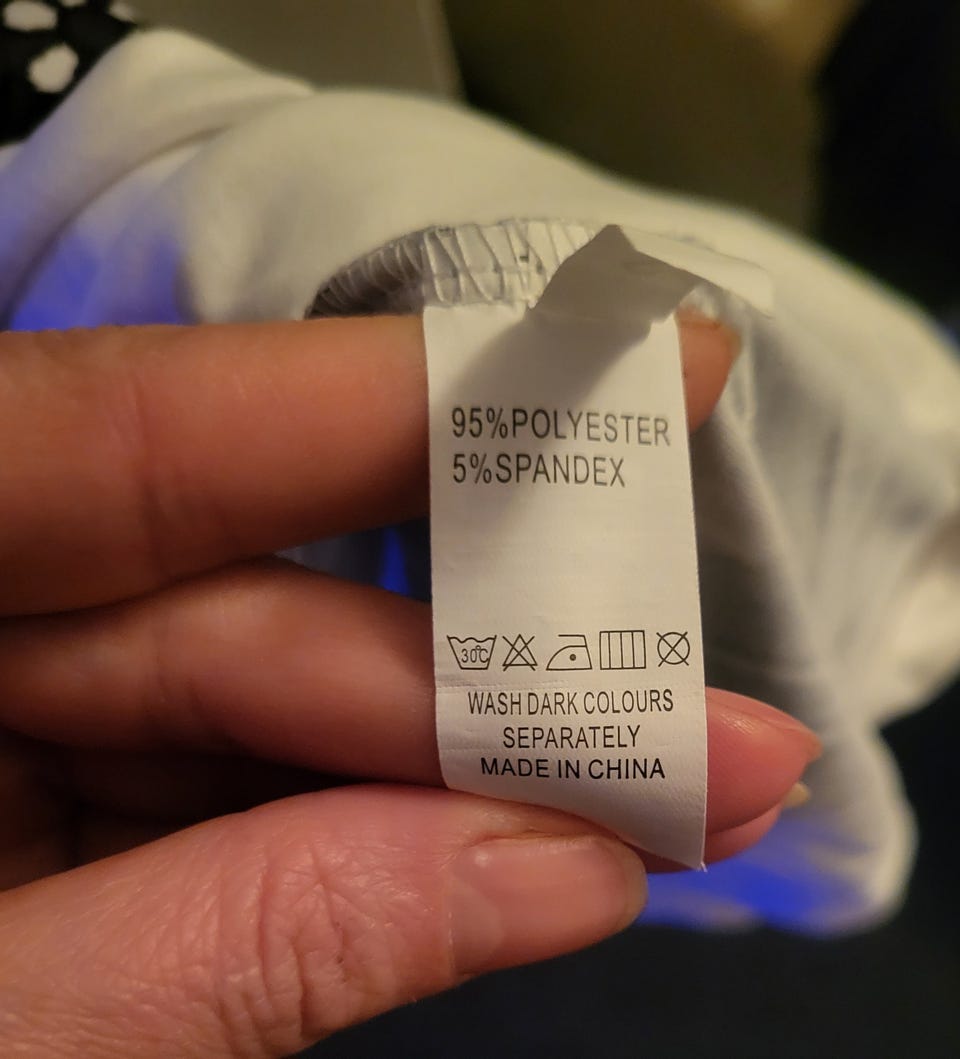 95%POLYESTER
5%SPANDEX
30℃
WASH DARK COLOURS
SEPARATELY
MADE IN CHINA